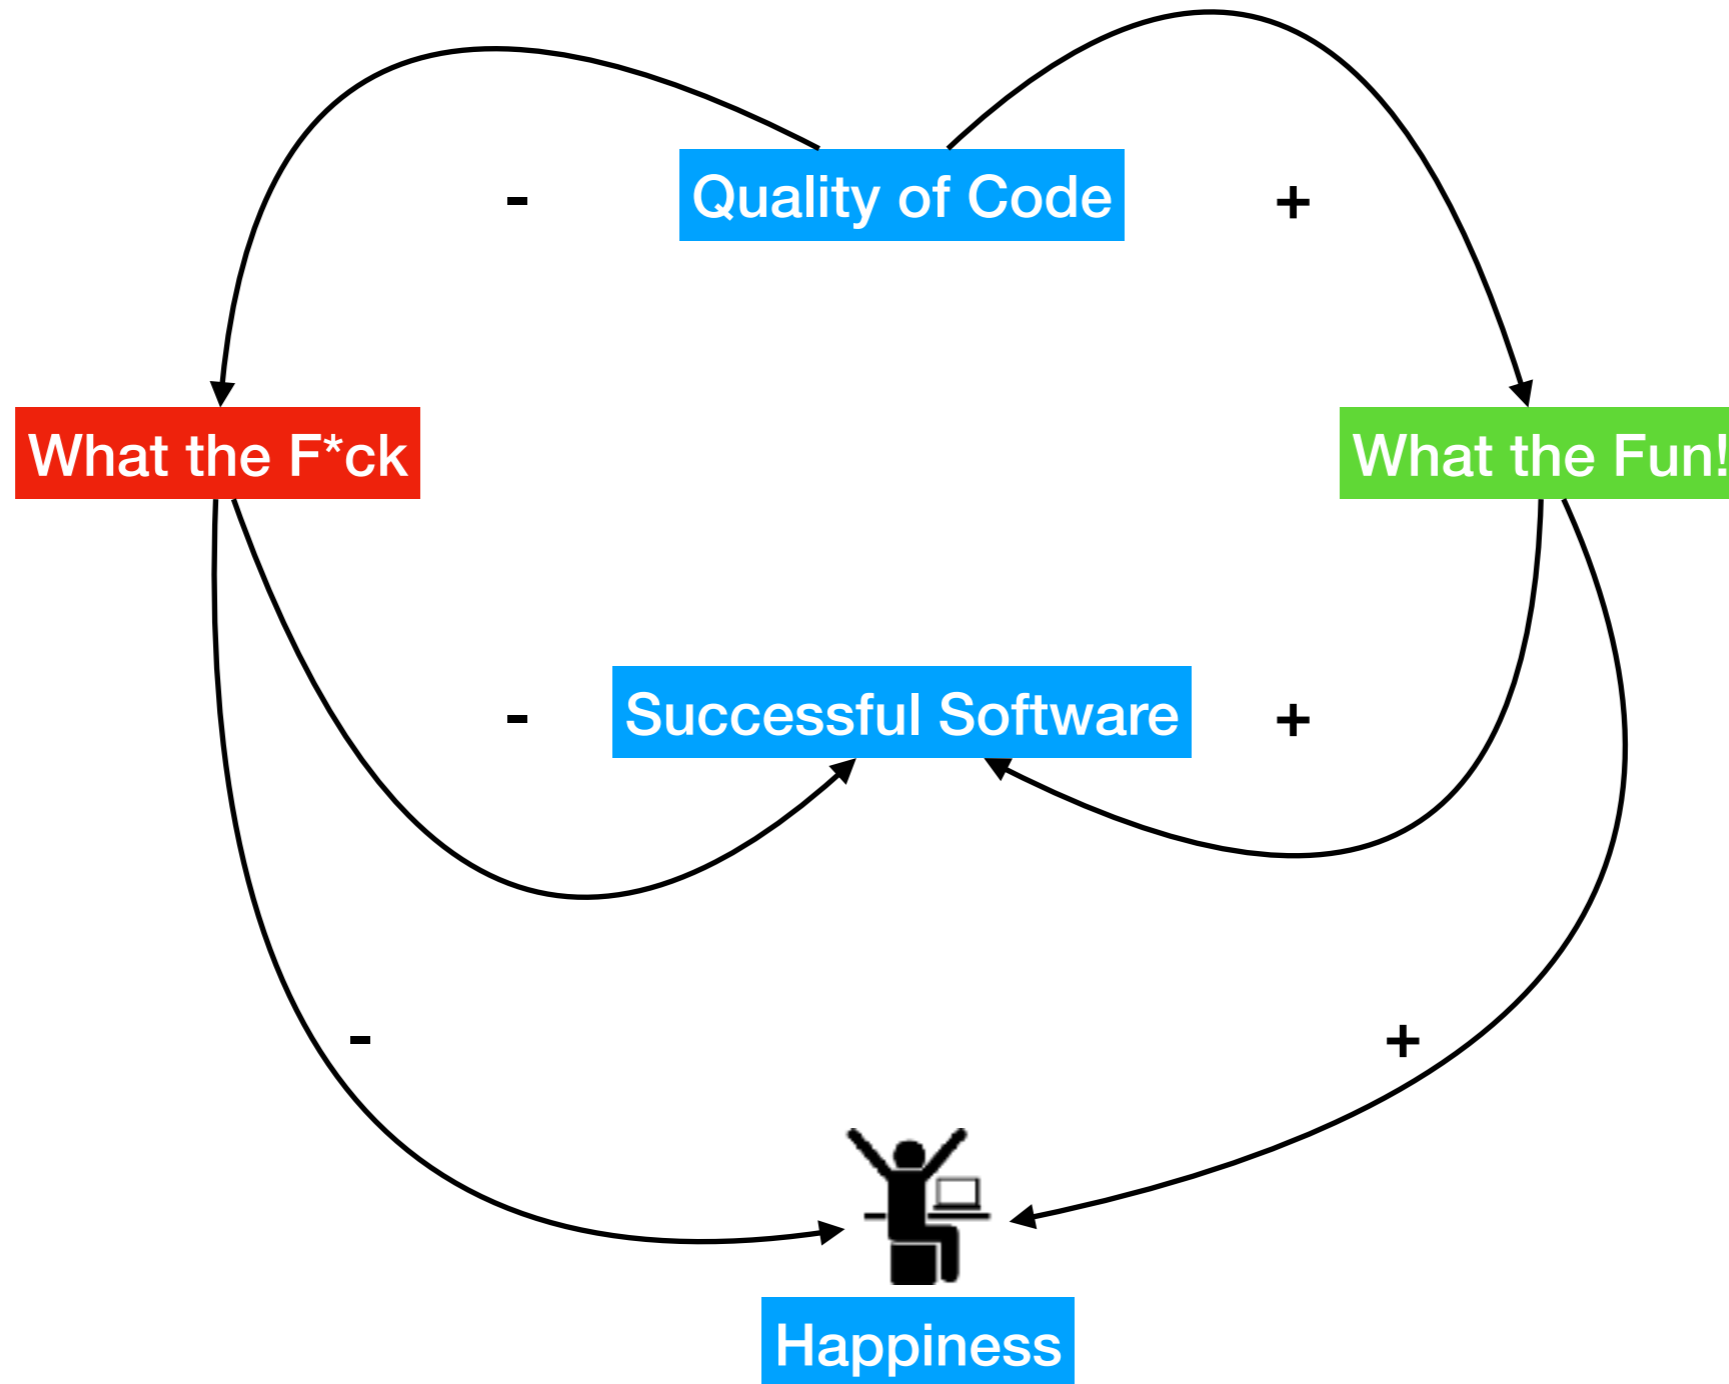 Quality of Code
-
+
What the F*ck
What the Fun!
Successful Software
-
+
-
+
Happiness